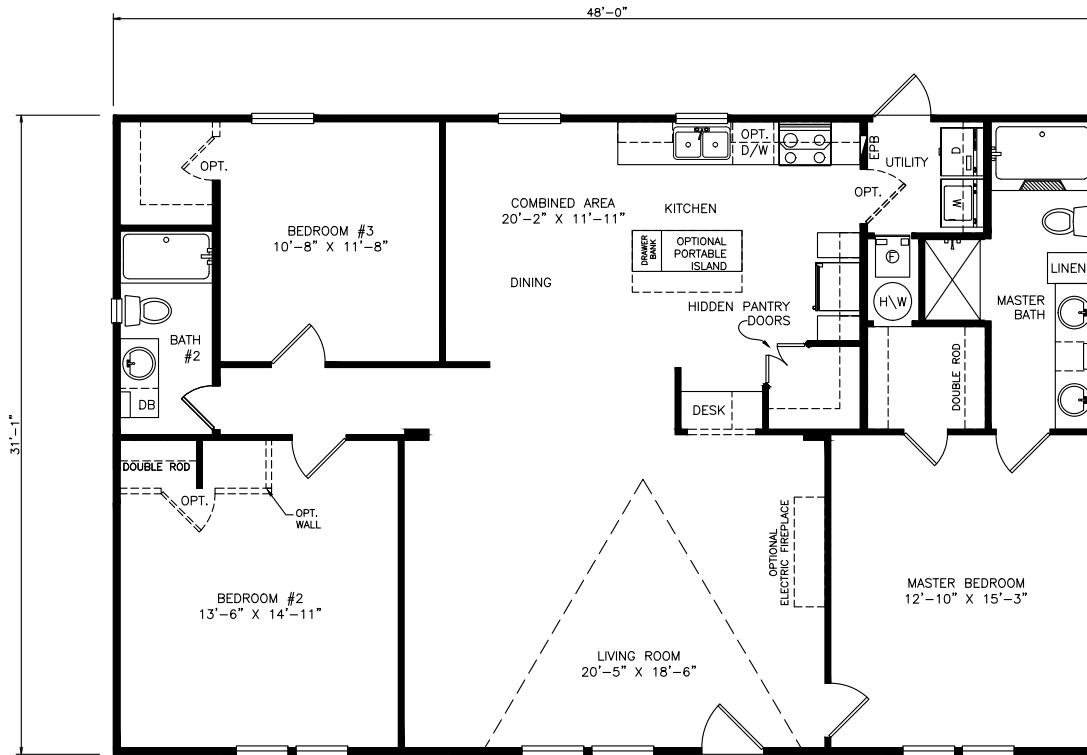 48'-0"
31'-1"
OPT.
BEDROOM #3
10'-8" X 11'-8"
COMBINED AREA
20'-2" X 11'-11"
KITCHEN
DINING
OPT.
D/W
EPB
UTILITY
OPT.
D
W
DRAWER
BANK
OPTIONAL
PORTABLE
ISLAND
HIDDEN PANTRY
DOORS
F
H/W
LINEN
MASTER
BATH
BATH
#2
DB
DESK
DOUBLE ROD
DOUBLE ROD
OPT.
OPT.
WALL
BEDROOM #2
13'-6" X 14'-11"
OPTIONAL
ELECTRIC FIREPLACE
LIVING ROOM
20'-5" X 18'-6"
MASTER BEDROOM
12'-10" X 15'-3"